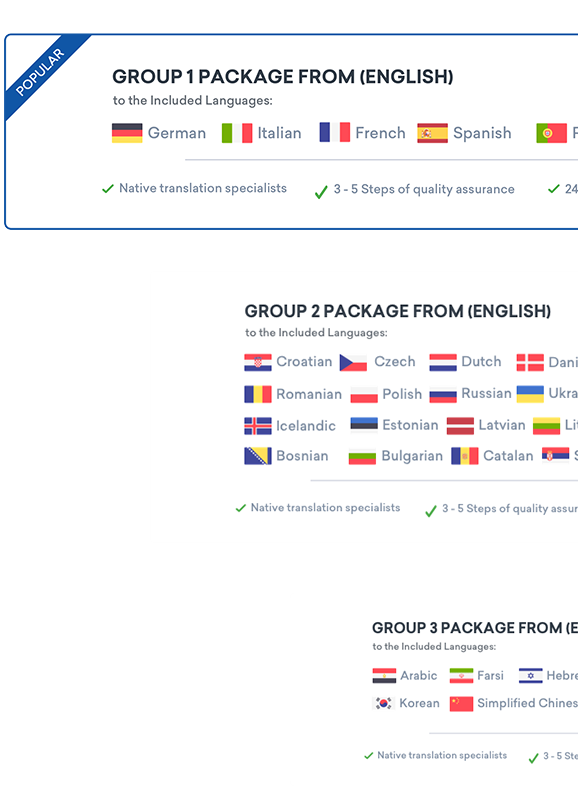 POPULAR
GROUP 1 PACKAGE FROM (ENGLISH)
to the Included Languages:
German Italian French Spanish
Native translation specialists 3 - 5 Steps of quality assurance 24
GROUP 2 PACKAGE FROM (ENGLISH)
to the Included Languages:
Croatian Czech Dutch Dani
Romanian Polish Russian Ukra
Icelandic Estonian Latvian Li
Bosnian Bulgarian Catalan S
Native translation specialists 3 - 5 Steps of quality assur
GROUP 3 PACKAGE FROM (E
to the Included Languages:
Arabic Farsi Hebre
Korean Simplified Chines
Native translation specialists 3 - 5 Ste